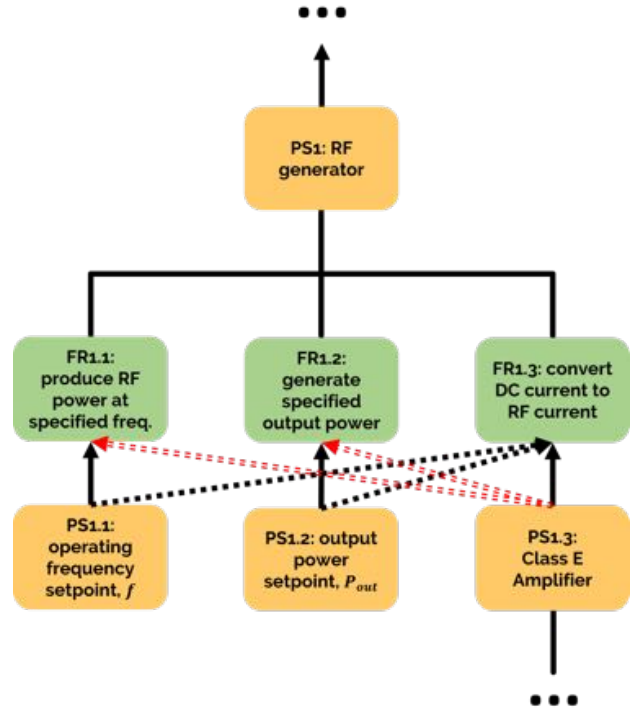 PS1: RF
generator
FR1.1:
produce RF
power at
specified freq.
FR1.2:
generate
specified
output power
FR1.3: convert
DC current to
RF current
PS1.1:
operating
frequency
setpoint, f
PS1.2: output
power
setpoint, P_out
PS1.3:
Class E
Amplifier